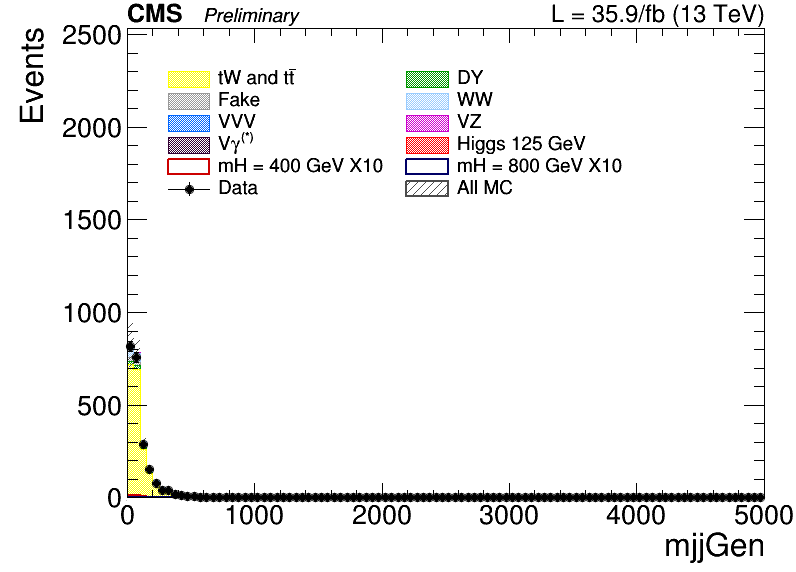 CMS Preliminary L = 35.9/fb (13 TeV)
Events
2500
2000
1500
1000
500
0
tW and tt̄ DY
Fake WW
VVV VZ
Vγ(*) Higgs 125 GeV
mH = 400 GeV X10 mH = 800 GeV X10
Data All MC
0 1000 2000 3000 4000 5000
mjjGen